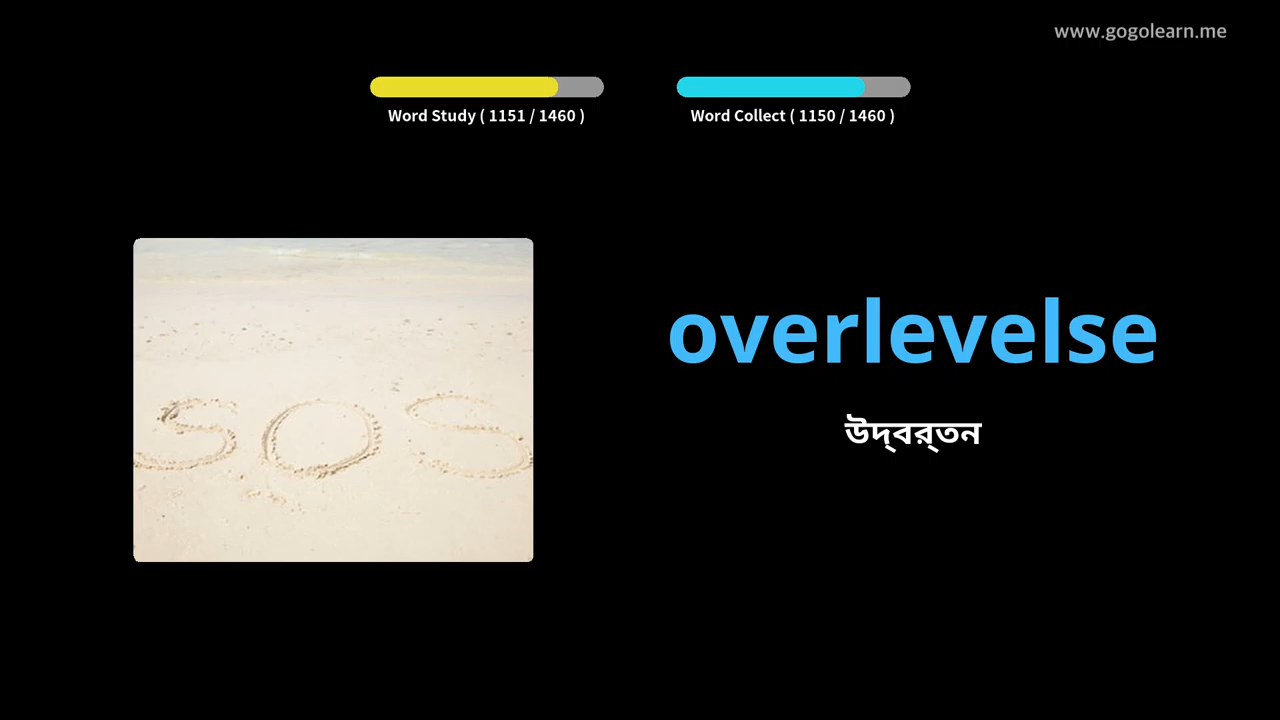 www.gogolearn.me
Word Study ( 1151 / 1460 )
Word Collect ( 1150 / 1460 )
SOS
overlevelse
উদ্‌বর্‌তন